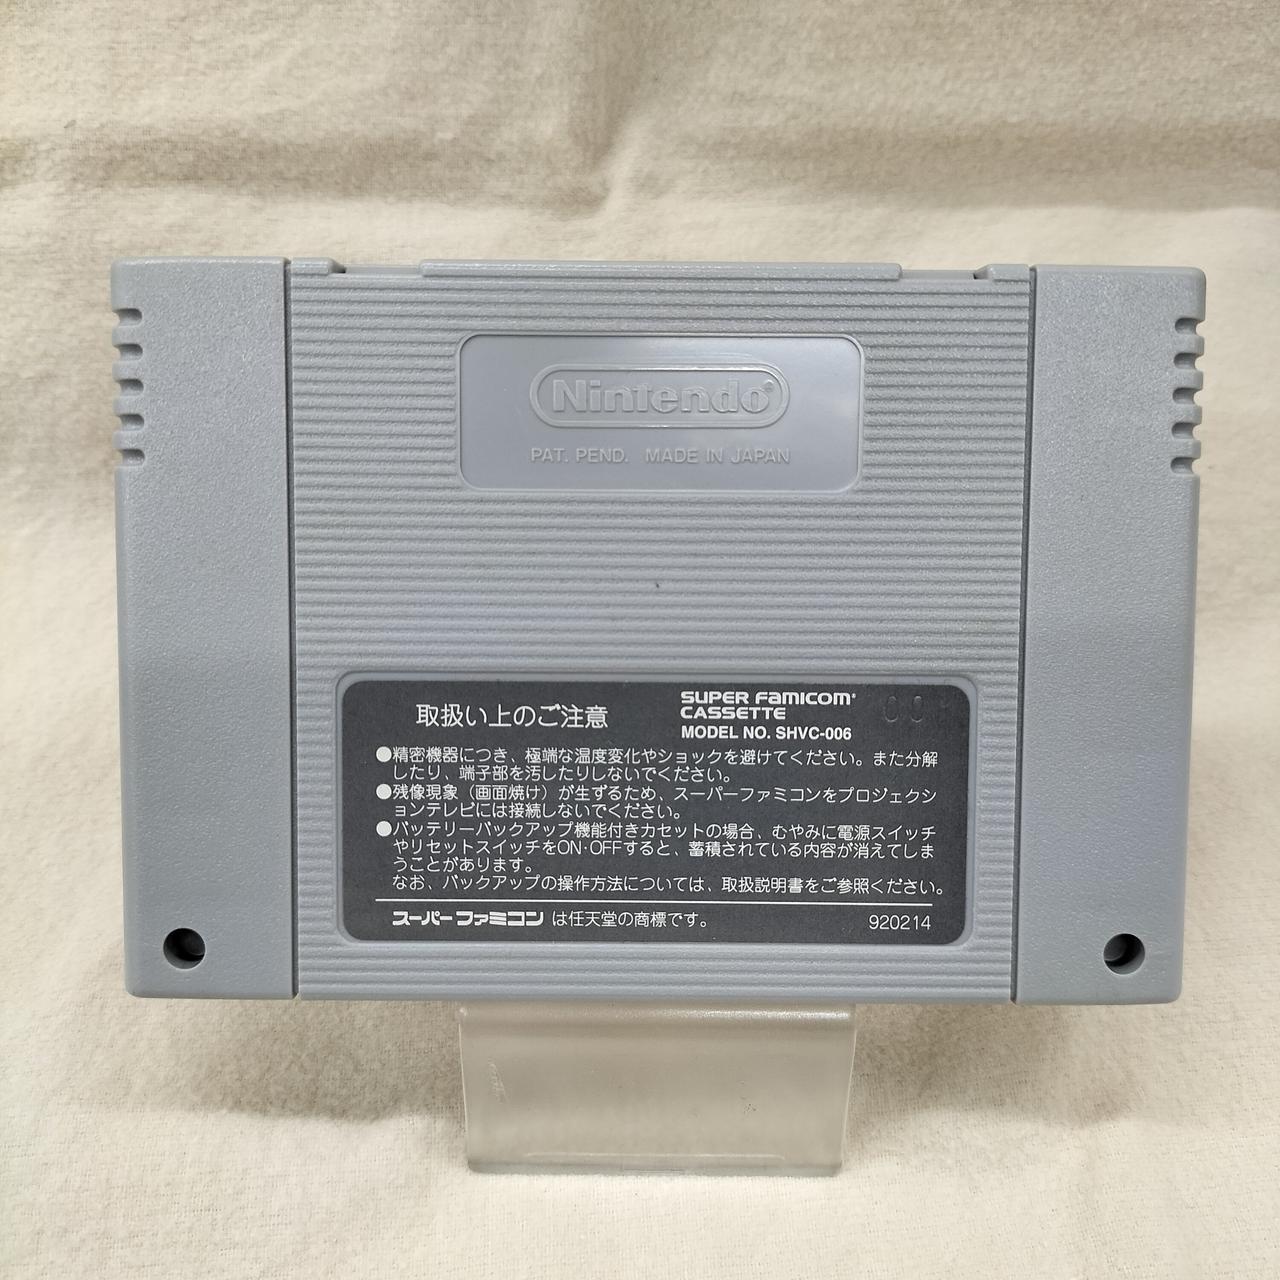 Nintendo®
PAT. PEND. MADE IN JAPAN
取扱い上のご注意
SUPER FAMICOM®
CASSETTE
MODEL NO. SHVC-006
●精密機器につき、極端な温度変化やショックを避けてください。また分解
したり、端子部を汚したりしないでください。
●残像現象（画面焼け）が生ずるため、スーパーファミコンをプロジェクシ
ョンテレビには接続しないでください。
●バッテリーバックアップ機能付きカセットの場合、むやみに電源スイッチ
やリセットスイッチをON·OFFすると、蓄積されている内容が消えてしま
うことがあります。
なお、バックアップの操作方法については、取扱説明書をご参照ください。
スーパーファミコン は任天堂の商標です。
920214